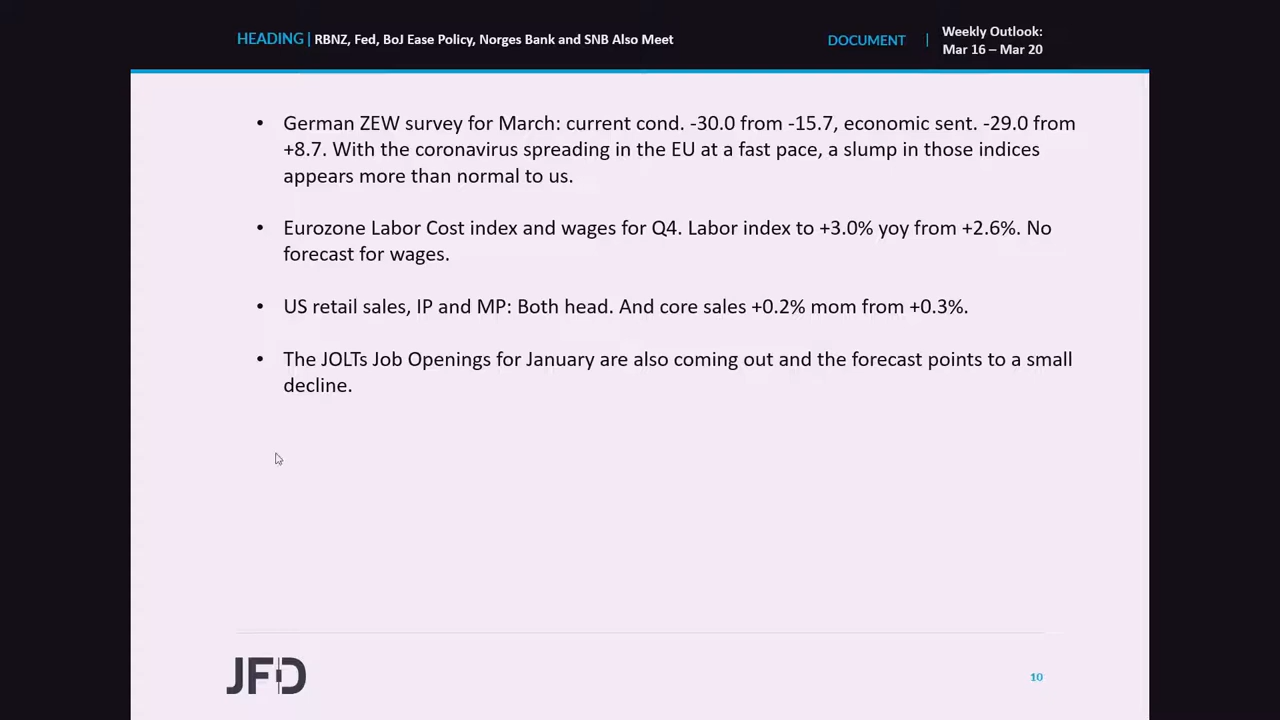 HEADING | RBNZ, Fed, BoJ Ease Policy, Norges Bank and SNB Also Meet
DOCUMENT | Weekly Outlook:
Mar 16 – Mar 20
• German ZEW survey for March: current cond. -30.0 from -15.7, economic sent. -29.0 from
+8.7. With the coronavirus spreading in the EU at a fast pace, a slump in those indices
appears more than normal to us.
• Eurozone Labor Cost index and wages for Q4. Labor index to +3.0% yoy from +2.6%. No
forecast for wages.
• US retail sales, IP and MP: Both head. And core sales +0.2% mom from +0.3%.
• The JOLTs Job Openings for January are also coming out and the forecast points to a small
decline.
JFD
10